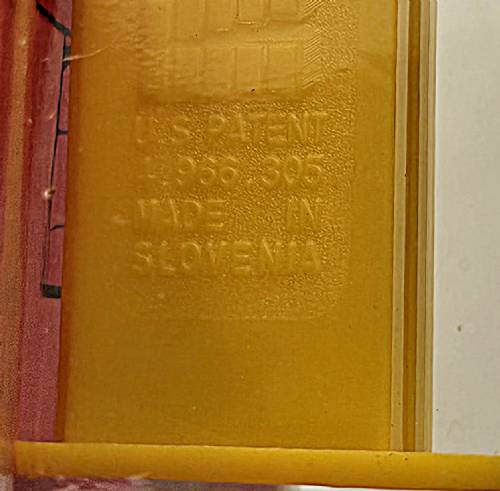 U.S PATENT
4.966.305
MADE IN
SLOVENIA